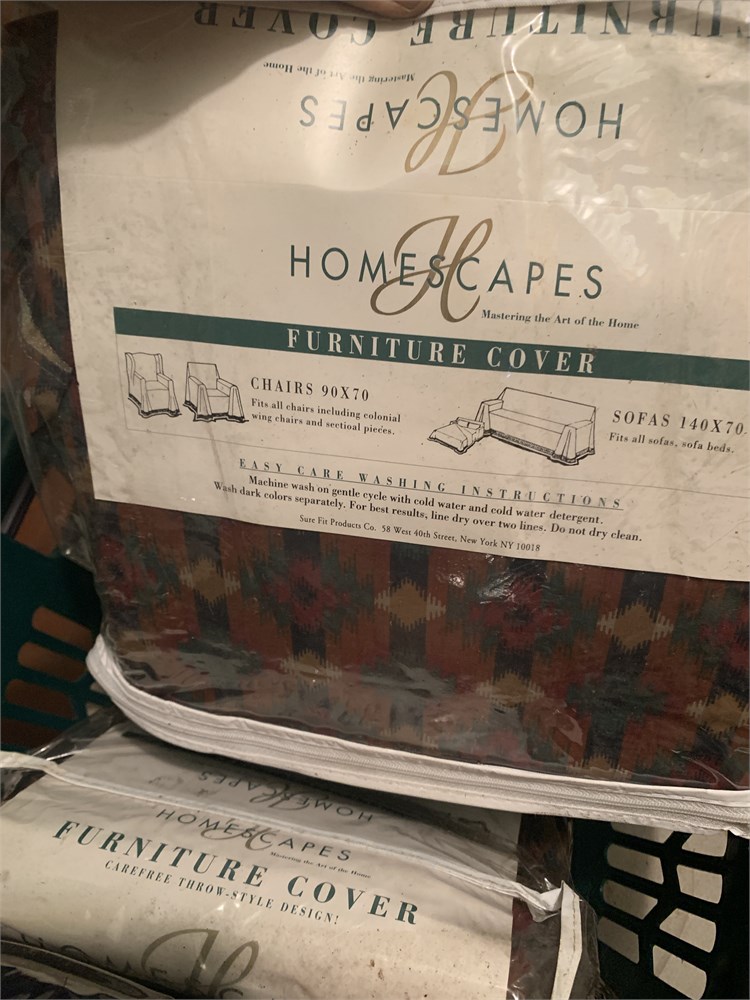 FURNITURE COVER
Mastering the Art of the Home
HOMESCAPES
H
HOMESCAPES
H
Mastering the Art of the Home
FURNITURE COVER
CHAIRS 90X70
Fits all chairs including colonial
wing chairs and sectioal pieces.
SOFAS 140X70
Fits all sofas, sofa beds.
EASY CARE WASHING INSTRUCTIONS
Machine wash on gentle cycle with cold water and cold water detergent.
Wash dark colors separately. For best results, line dry over two lines. Do not dry clean.
Sure Fit Products Co. 58 West 40th Street, New York NY 10018
HOMESCAPES
H
HOMESCAPES
H
Mastering the Art of the Home
FURNITURE COVER
CAREFREE THROW-STYLE DESIGN!
H